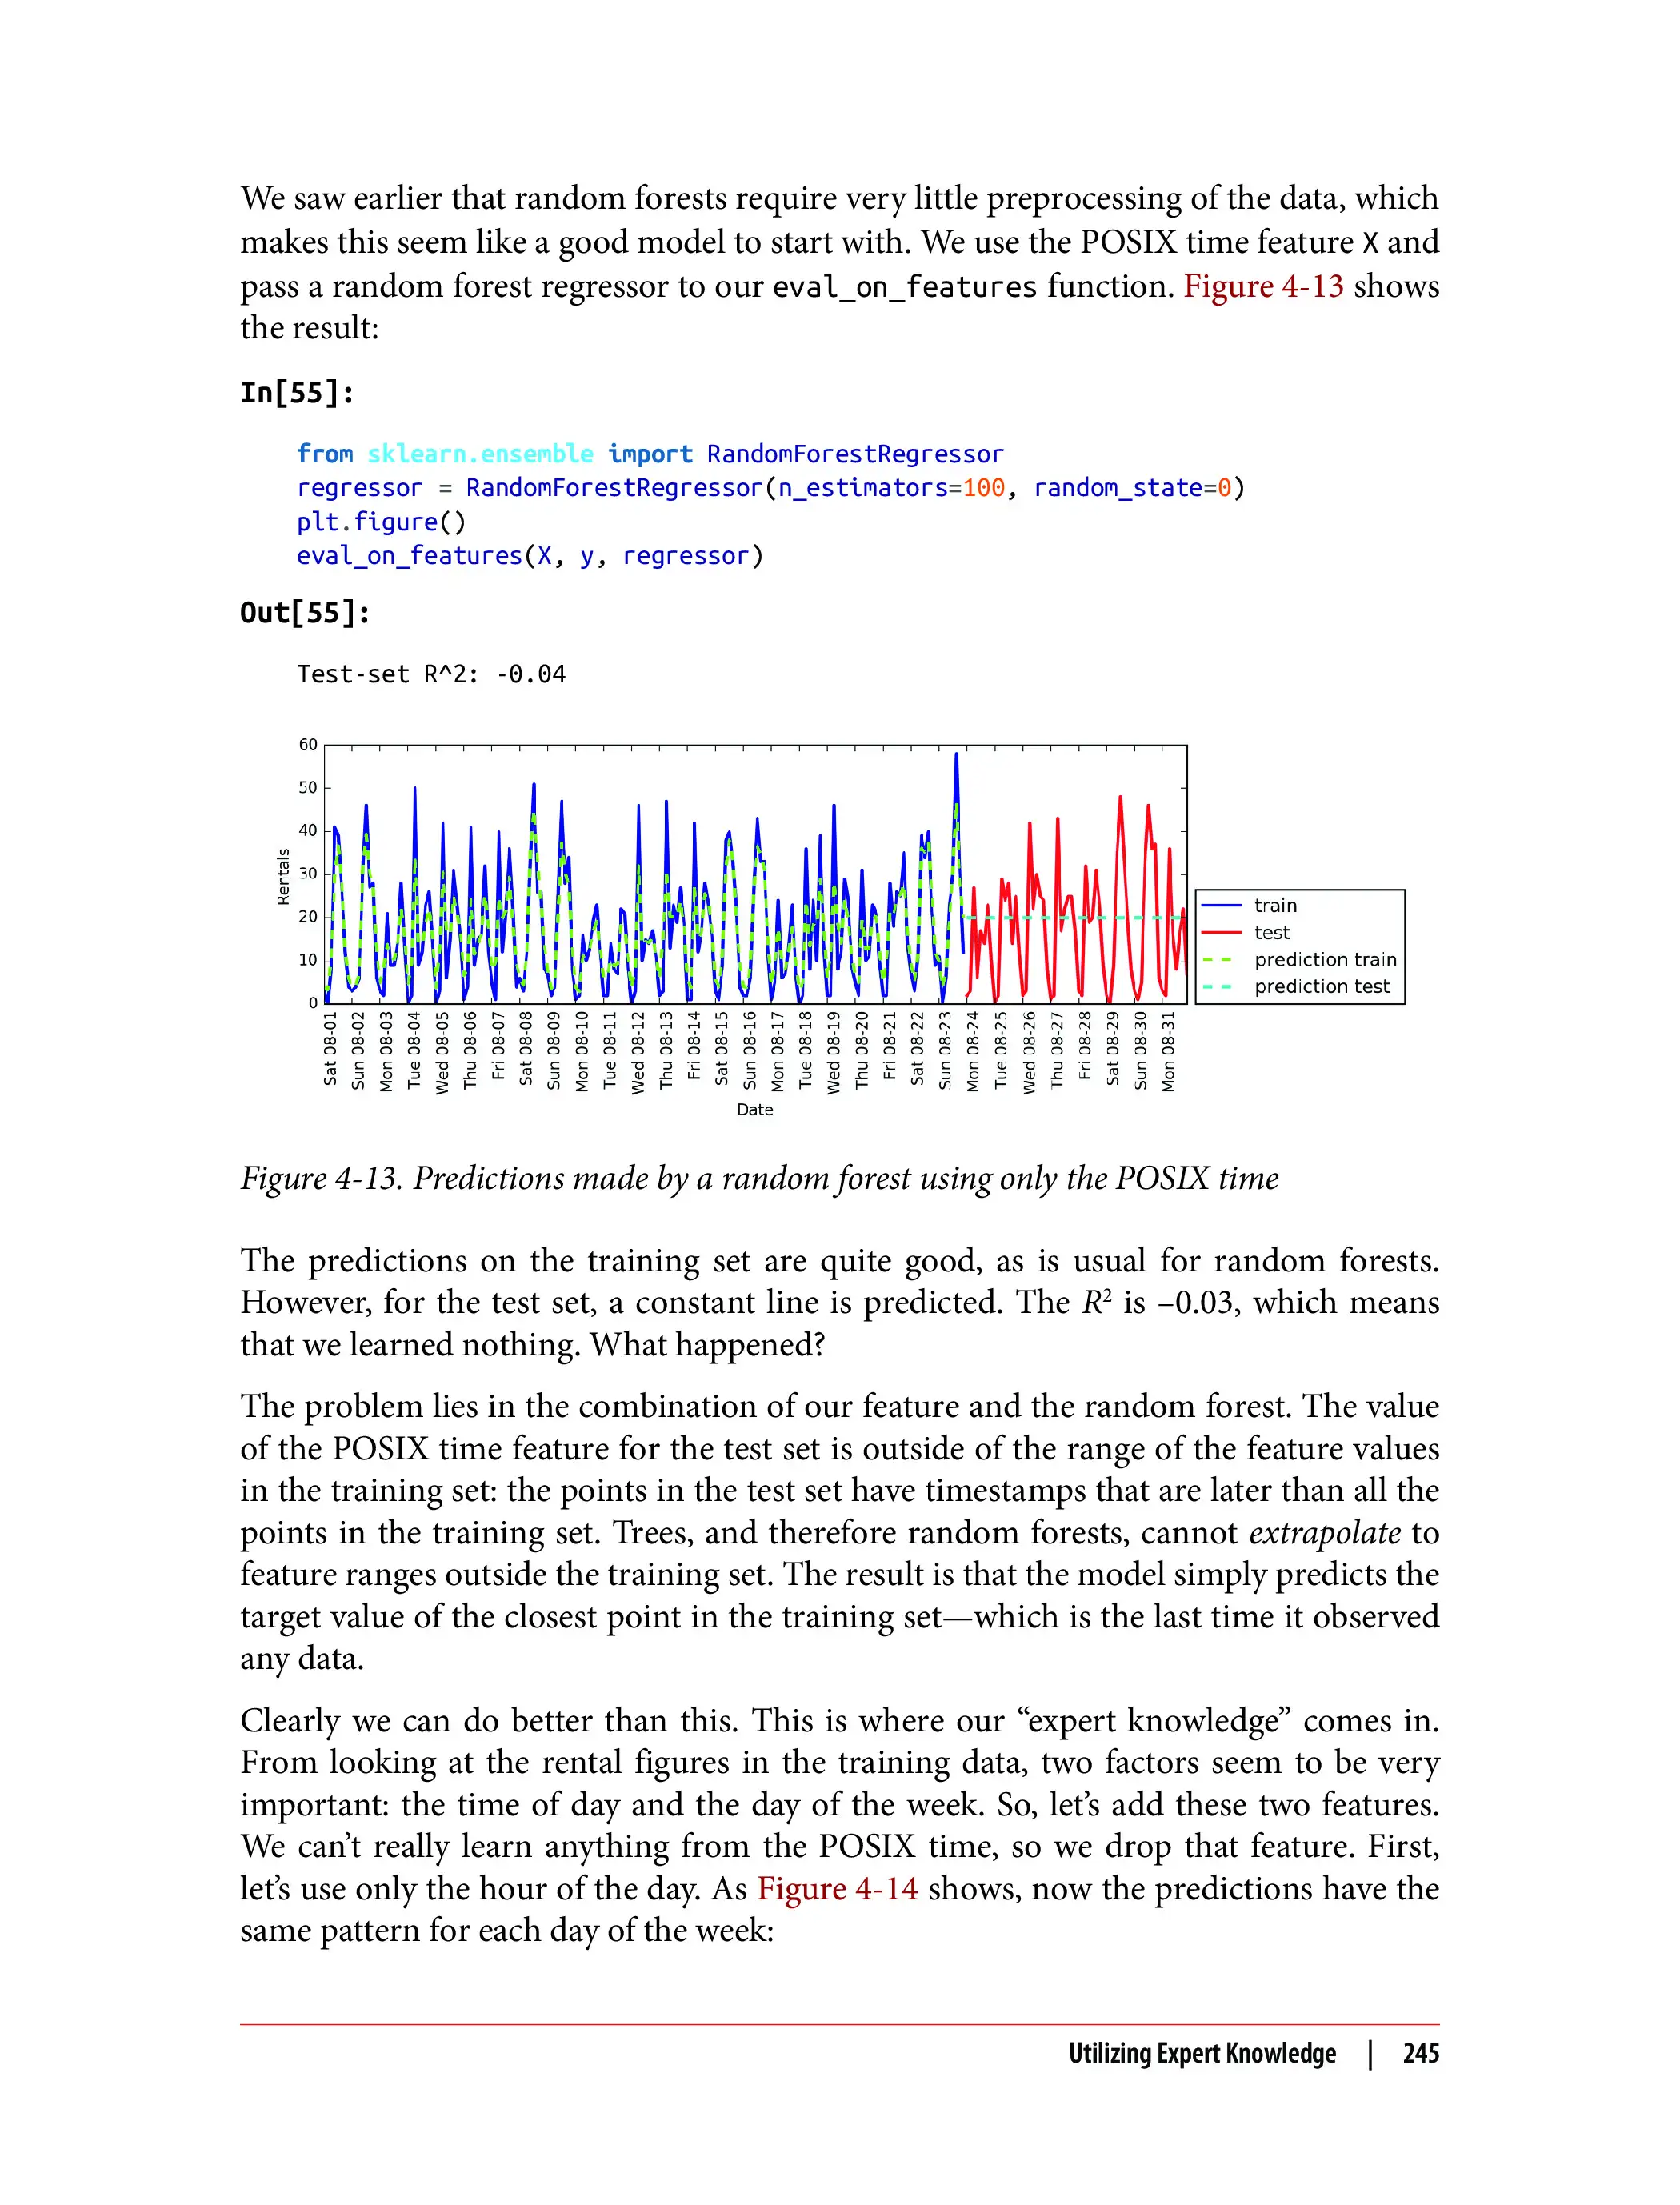 We saw earlier that random forests require very little preprocessing of the data, which
makes this seem like a good model to start with. We use the POSIX time feature X and
pass a random forest regressor to our eval_on_features function. Figure 4-13 shows
the result:
In[55]:
from sklearn.ensemble import RandomForestRegressor
regressor = RandomForestRegressor(n_estimators=100, random_state=0)
plt.figure()
eval_on_features(X, y, regressor)
Out[55]:
Test-set R^2: -0.04
60
50
40
30
20
10
0
Rentals
train
test
prediction train
prediction test
Sat 08-01
Sun 08-02
Mon 08-03
Tue 08-04
Wed 08-05
Thu 08-06
Fri 08-07
Sat 08-08
Sun 08-09
Mon 08-10
Tue 08-11
Wed 08-12
Thu 08-13
Fri 08-14
Sat 08-15
Sun 08-16
Mon 08-17
Tue 08-18
Wed 08-19
Thu 08-20
Fri 08-21
Sat 08-22
Sun 08-23
Mon 08-24
Tue 08-25
Wed 08-26
Thu 08-27
Fri 08-28
Sat 08-29
Sun 08-30
Mon 08-31
Date
Figure 4-13. Predictions made by a random forest using only the POSIX time
The predictions on the training set are quite good, as is usual for random forests.
However, for the test set, a constant line is predicted. The R² is –0.03, which means
that we learned nothing. What happened?
The problem lies in the combination of our feature and the random forest. The value
of the POSIX time feature for the test set is outside of the range of the feature values
in the training set: the points in the test set have timestamps that are later than all the
points in the training set. Trees, and therefore random forests, cannot extrapolate to
feature ranges outside the training set. The result is that the model simply predicts the
target value of the closest point in the training set—which is the last time it observed
any data.
Clearly we can do better than this. This is where our “expert knowledge” comes in.
From looking at the rental figures in the training data, two factors seem to be very
important: the time of day and the day of the week. So, let’s add these two features.
We can’t really learn anything from the POSIX time, so we drop that feature. First,
let’s use only the hour of the day. As Figure 4-14 shows, now the predictions have the
same pattern for each day of the week:
Utilizing Expert Knowledge | 245